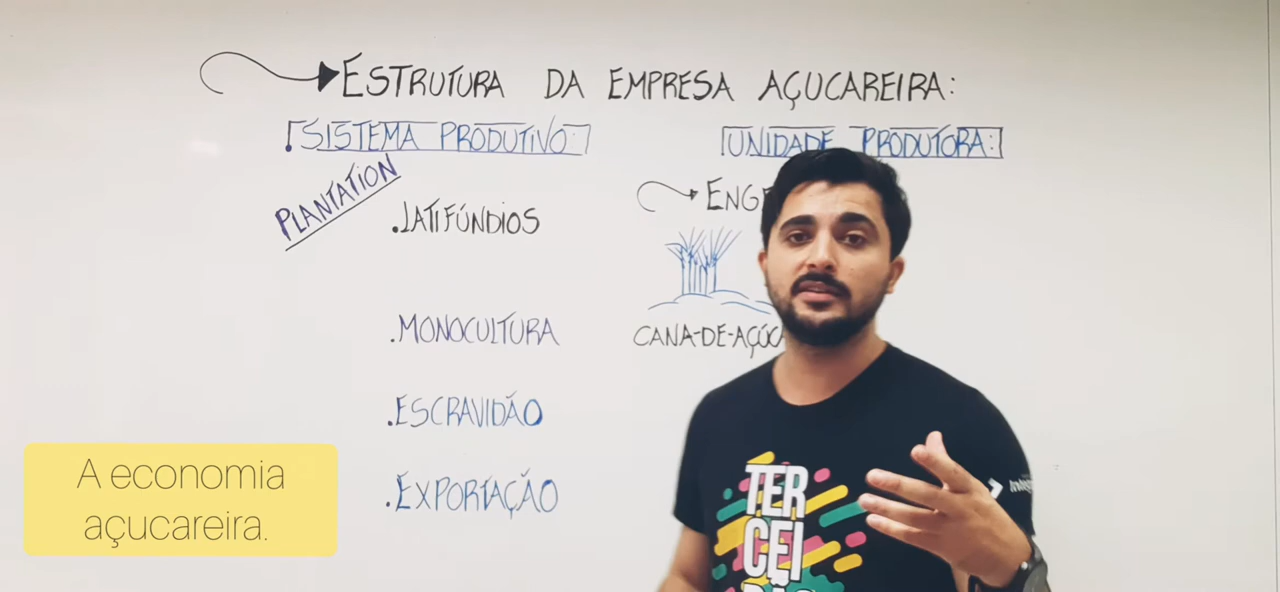 ESTRUTURA DA EMPRESA AÇUCAREIRA:
SISTEMA PRODUTIVO:
PLANTATION
.LATIFÚNDIOS
.MONOCULTURA
.ESCRAVIDÃO
.EXPORTAÇÃO
UNIDADE PRODUTORA:
A economia
açucareira.
TER
CEI